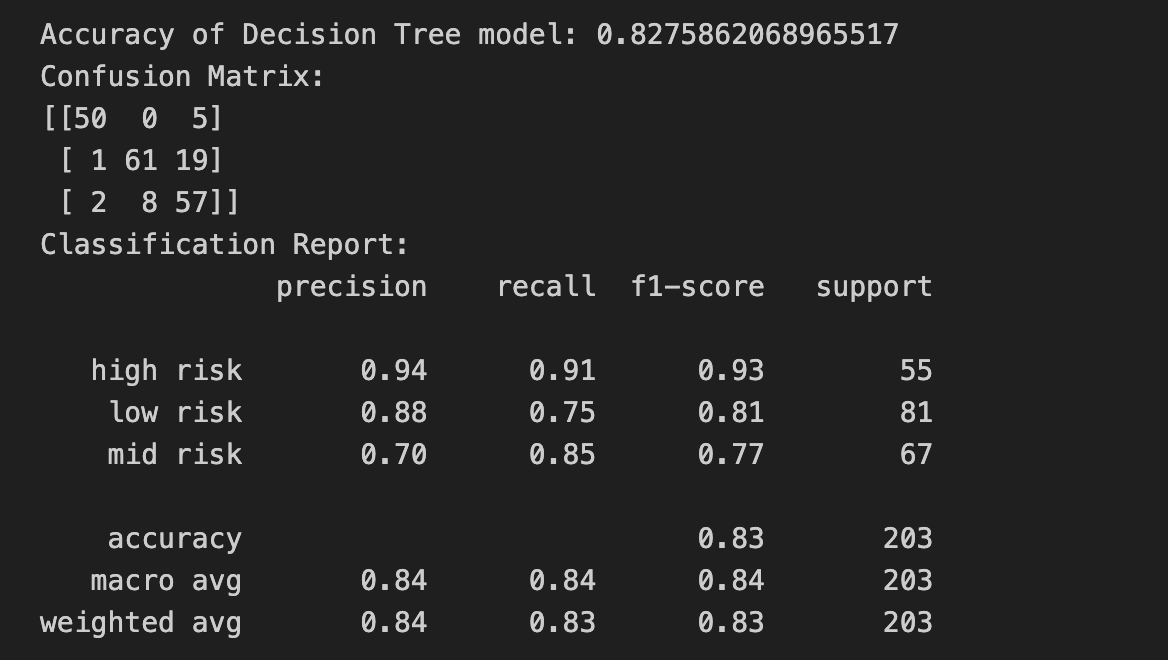 Accuracy of Decision Tree model: 0.8275862068965517
Confusion Matrix:
[[50  0  5]
 [ 1 61 19]
 [ 2  8 57]]
Classification Report:
              precision    recall  f1-score   support

   high risk       0.94      0.91      0.93        55
    low risk       0.88      0.75      0.81        81
    mid risk       0.70      0.85      0.77        67

    accuracy                           0.83       203
   macro avg       0.84      0.84      0.84       203
weighted avg       0.84      0.83      0.83       203